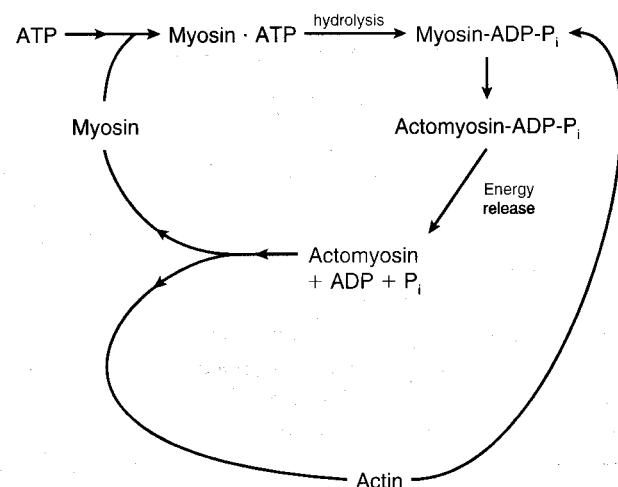 hydrolysis
ATP
Myosin · ATP
Myosin-ADP-Pi
Myosin
Actomyosin-ADP-Pi
Energy
release
Actomyosin
+ ADP + Pi
Actin